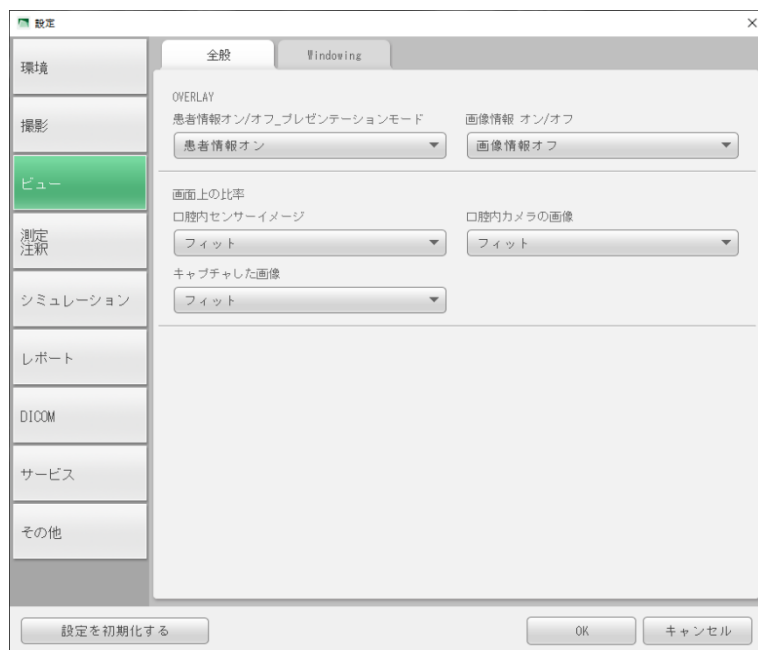 設定
環境
撮影
ビュー
測定
注釈
シミュレーション
レポート
DICOM
サービス
その他
全般
Windowing
OVERLAY
患者情報オン/オフ_プレゼンテーションモード
画像情報 オン/オフ
患者情報オン
画像情報オフ
画面上の比率
口腔内センサーイメージ
口腔内カメラの画像
フィット
フィット
キャプチャした画像
フィット
設定を初期化する
OK
キャンセル